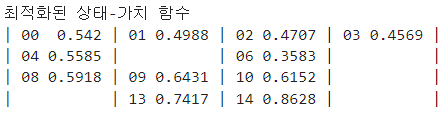 최적화된 상태-가치 함수
| 00  0.542 | 01 0.4988 | 02 0.4707 | 03 0.4569 |
| 04 0.5585 |           | 06 0.3583 |           |
| 08 0.5918 | 09 0.6431 | 10 0.6152 |           |
|           | 13 0.7417 | 14 0.8628 |           |